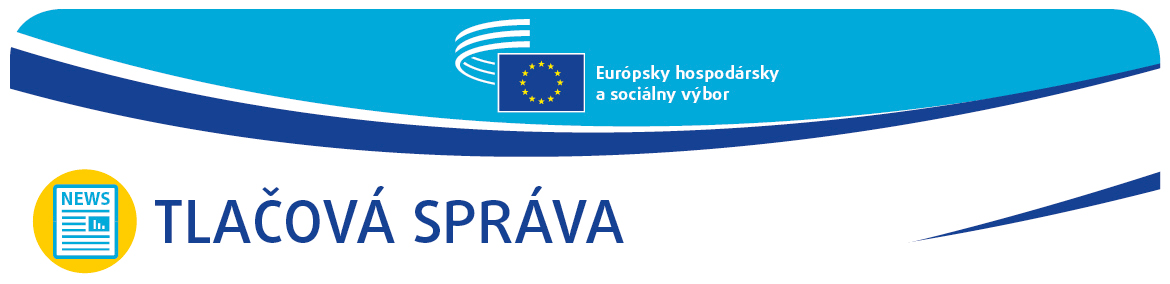 Európsky hospodársky
a sociálny výbor
NEWS
TLAČOVÁ SPRÁVA